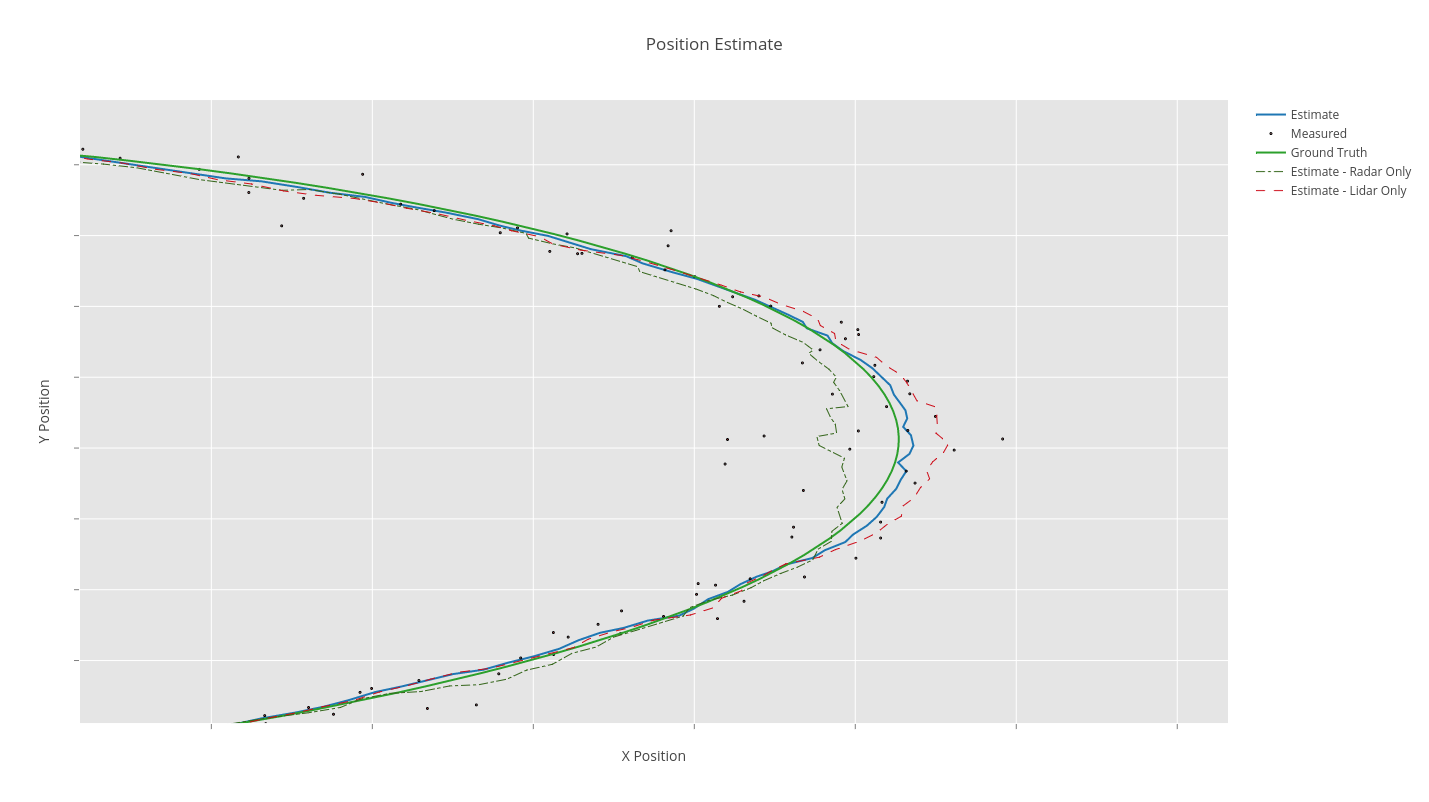 Position Estimate
Estimate
Measured
Ground Truth
Estimate - Radar Only
Estimate - Lidar Only
Y Position
X Position